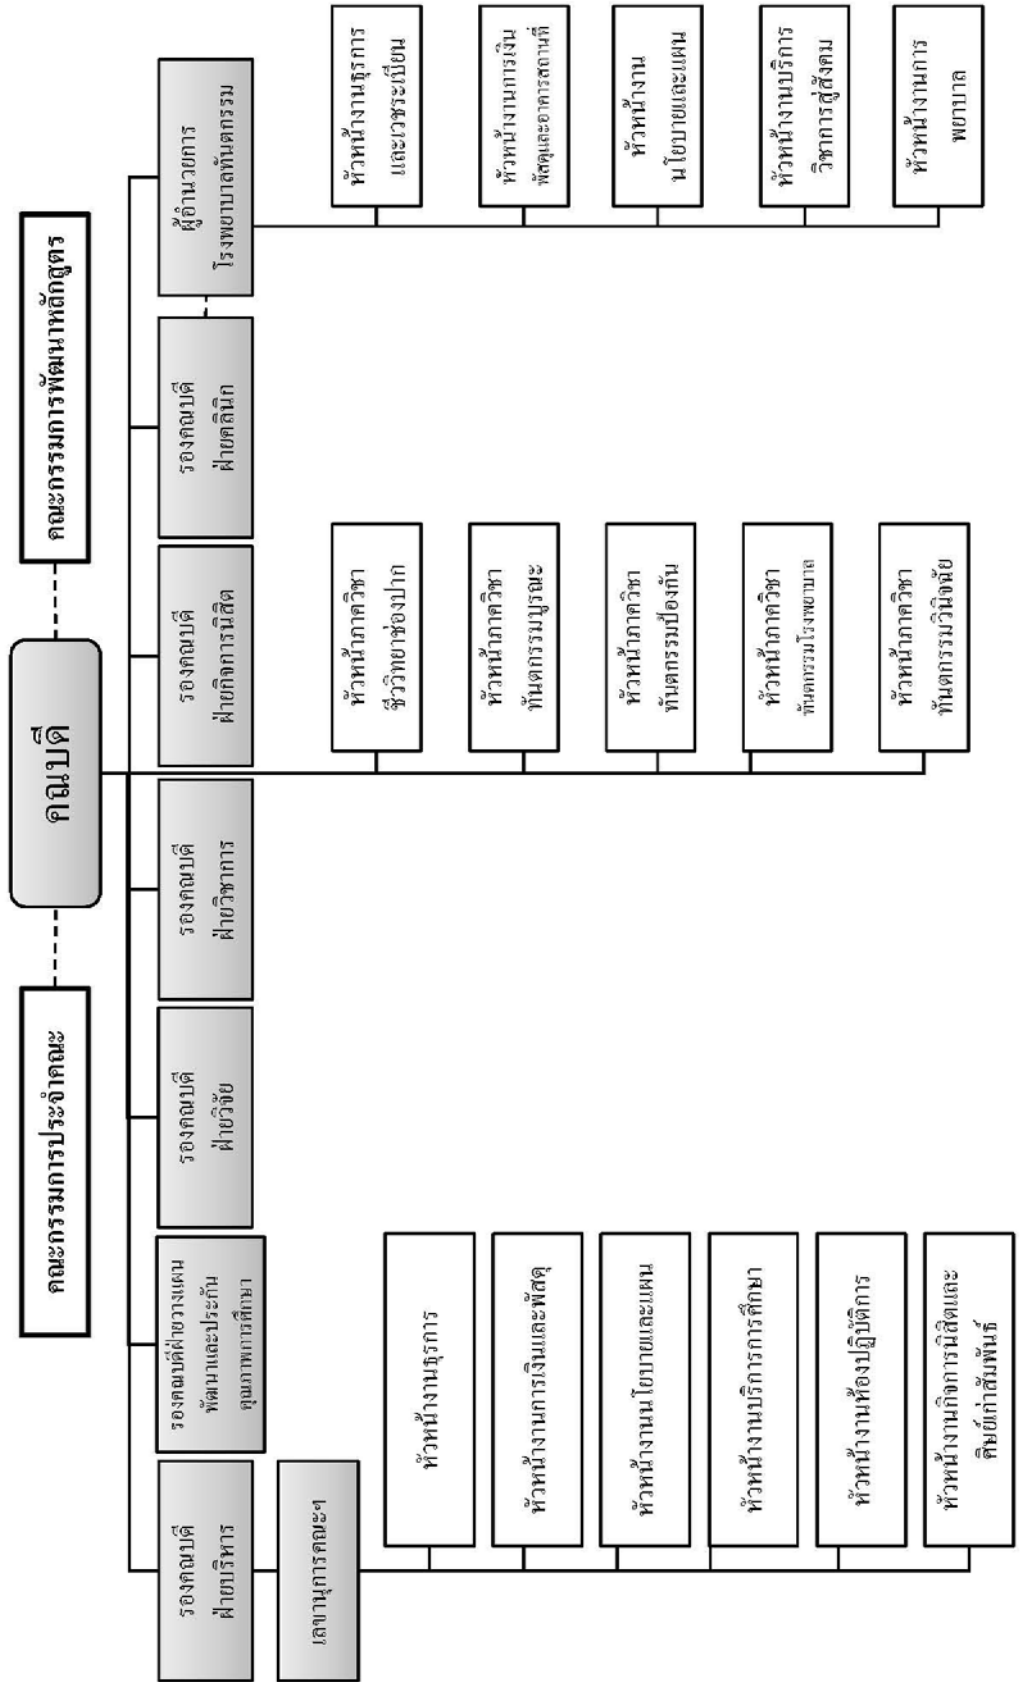 คณบดี
คณะกรรมการประจำคณะ
คณะกรรมการพัฒนาหลักสูตร
รองคณบดี
ฝ่ายบริหาร
รองคณบดีฝ่ายวางแผน
พัฒนาและประกัน
คุณภาพการศึกษา
รองคณบดี
ฝ่ายวิจัย
รองคณบดี
ฝ่ายวิชาการ
รองคณบดี
ฝ่ายกิจการนิสิต
รองคณบดี
ฝ่ายคลินิก
ผู้อำนวยการ
โรงพยาบาลทันตกรรม
เลขานุการคณะฯ
หัวหน้างานธุรการ
หัวหน้างานการเงินและพัสดุ
หัวหน้างานนโยบายและแผน
หัวหน้างานบริการการศึกษา
หัวหน้างานห้องปฏิบัติการ
หัวหน้างานกิจการนิสิตและ
ศิษย์เก่าสัมพันธ์
หัวหน้าภาควิชา
ชีววิทยาช่องปาก
หัวหน้าภาควิชา
ทันตกรรมบูรณะ
หัวหน้าภาควิชา
ทันตกรรมป้องกัน
หัวหน้าภาควิชา
ทันตกรรมโรงพยาบาล
หัวหน้าภาควิชา
ทันตกรรมวินิจฉัย
หัวหน้างานธุรการ
และเวชระเบียน
หัวหน้างานการเงิน
พัสดุและอาคารสถานที่
หัวหน้างาน
นโยบายและแผน
หัวหน้างานบริการ
วิชาการสู่สังคม
หัวหน้างานการ
พยาบาล